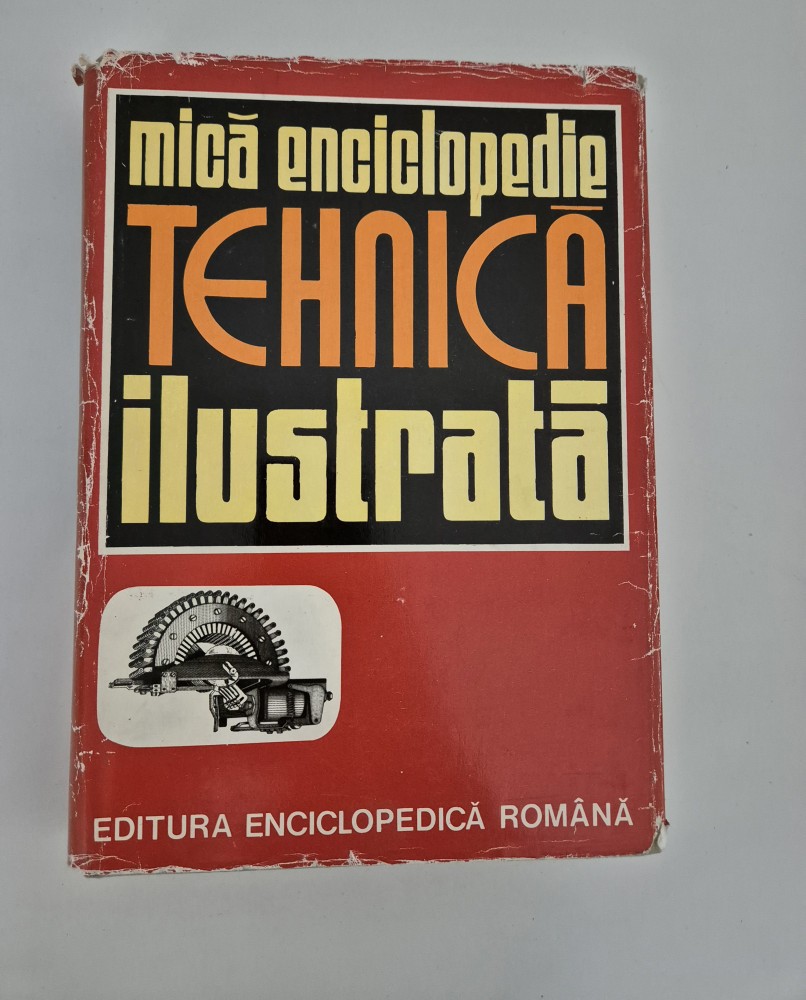 mică enciclopedie
TEHNICĂ
ilustrată
EDITURA ENCICLOPEDICĂ ROMÂNĂ